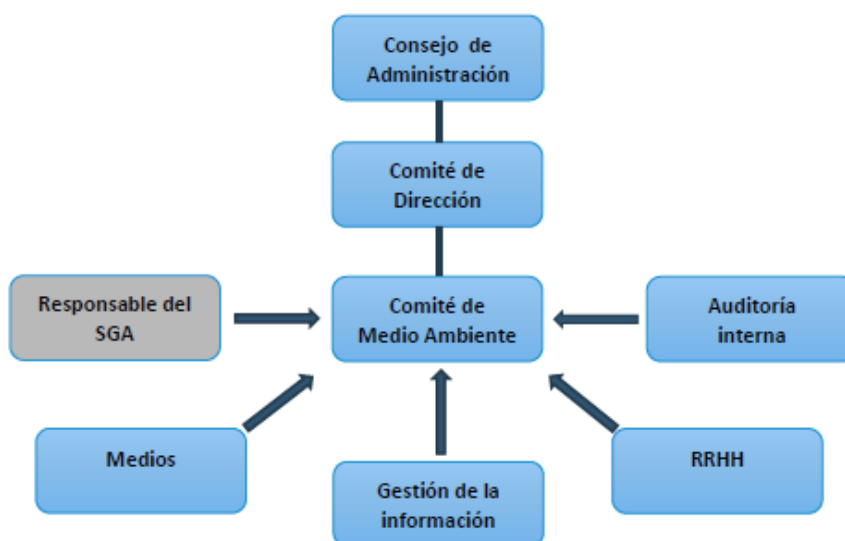 Consejo de
Administración
Comité de
Dirección
Responsable del
SGA
Comité de
Medio Ambiente
Auditoría
interna
Medios
Gestión de la
información
RRHH